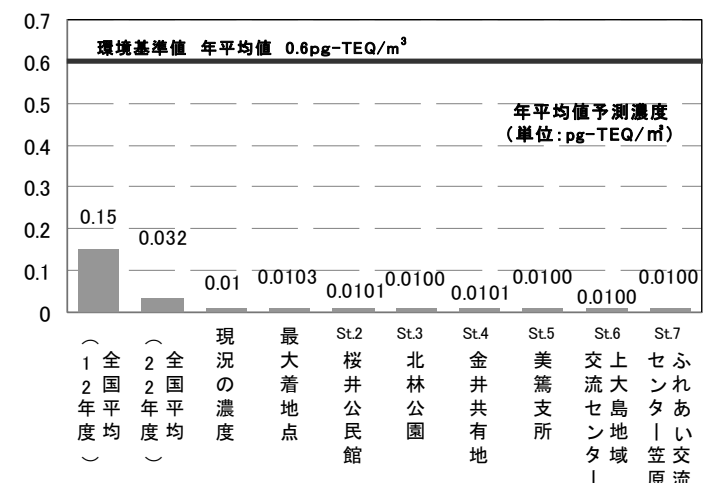 0.7
環境基準値 年平均値 0.6pg-TEQ/m³
0.6
0.5
年平均値予測濃度
(単位:pg-TEQ/㎥)
0.4
0.3
0.2
0.1
0
0.15
0.032
0.01
0.0103
0.0101
0.0100
0.0101
0.0100
0.0100
0.0100
全国平均
(12年度)
全国平均
(22年度)
現況の濃度
最大着地点
St.2
桜井公民館
St.3
北林公園
St.4
金井共有地
St.5
美篶支所
St.6
上大島地域
交流センター
St.7
ふれあい交流
センター笠原